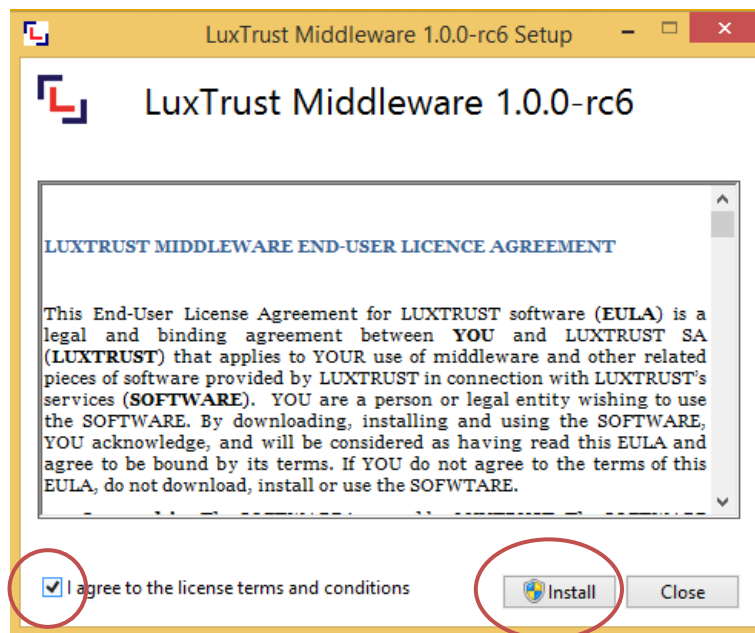 LuxTrust Middleware 1.0.0-rc6 Setup
LuxTrust Middleware 1.0.0-rc6
LUXTRUST MIDDLEWARE END-USER LICENCE AGREEMENT
This End-User License Agreement for LUXTRUST software (EULA) is a
legal and binding agreement between YOU and LUXTRUST SA
(LUXTRUST) that applies to YOUR use of middleware and other related
pieces of software provided by LUXTRUST in connection with LUXTRUST's
services (SOFTWARE). YOU are a person or legal entity wishing to use
the SOFTWARE. By downloading, installing and using the SOFTWARE,
YOU acknowledge, and will be considered as having read this EULA and
agree to be bound by its terms. If YOU do not agree to the terms of this
EULA, do not download, install or use the SOFWTARE.
I agree to the license terms and conditions
Install
Close